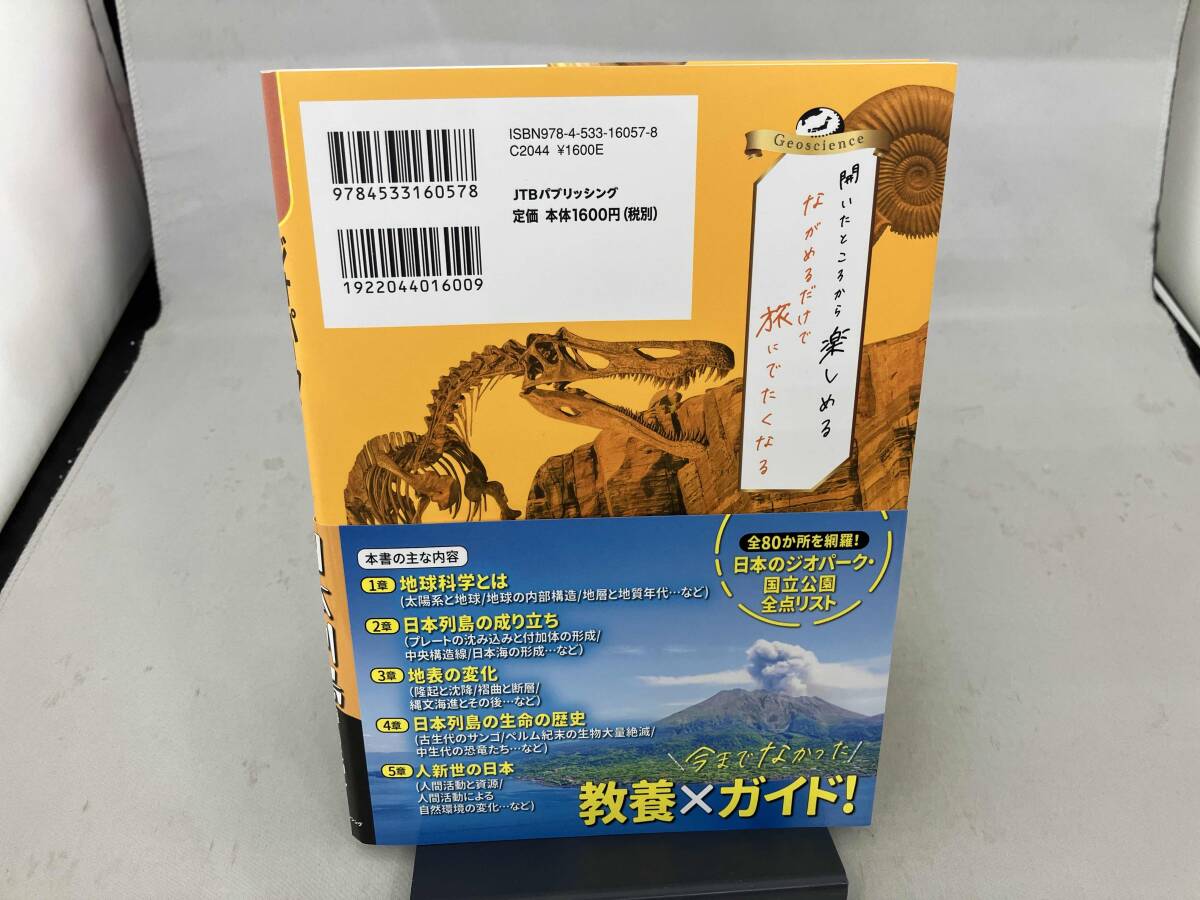 ISBN978-4-533-16057-8
C2044 ¥1600E
9784533160578
JTBパブリッシング
定価 本体1600円(税別)
1922044016009
Geoscience
開いたところから楽しめる
ながめるだけで
旅にでたくなる
本書の主な内容
1章 地球科学とは
(太陽系と地球/地球の内部構造/地層と地質年代…など)
2章 日本列島の成り立ち
(プレートの沈み込みと付加体の形成/
中央構造線/日本海の形成…など)
3章 地表の変化
(隆起と沈降/褶曲と断層/
縄文海進とその後…など)
4章 日本列島の生命の歴史
(古生代のサンゴ/ペルム紀末の生物大量絶滅/
中生代の恐竜たち…など)
5章 人新世の日本
(人間活動と資源/
人間活動による
自然環境の変化…など)
全80か所を網羅!
日本のジオパーク・
国立公園
全点リスト
今までなかった
教養×ガイド!